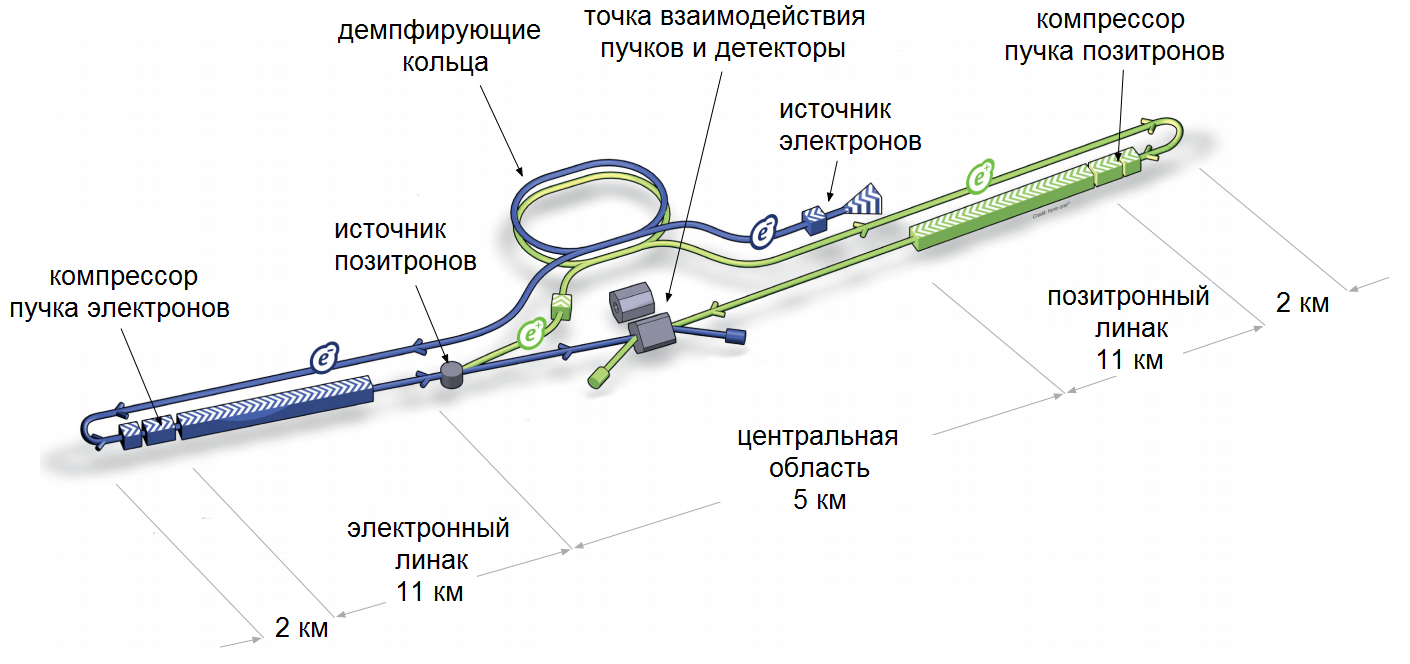 демпфирующие
кольца
точка взаимодействия
пучков и детекторы
компрессор
пучка позитронов
источник
электронов
e⁺
e⁻
источник
позитронов
компрессор
пучка электронов
e⁺
e⁻
позитронный
линак
11 км
2 км
центральная
область
5 км
электронный
линак
11 км
2 км